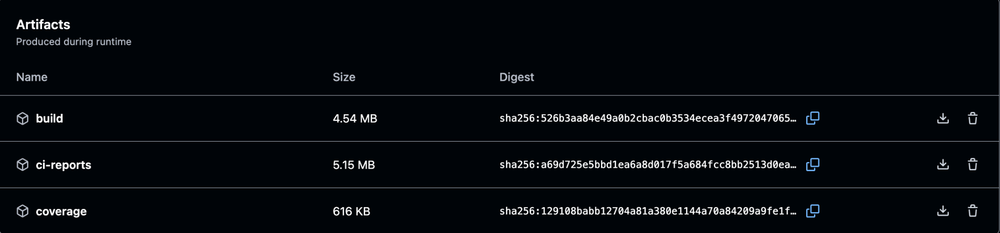 Artifacts
Produced during runtime
Name Size Digest
build 4.54 MB sha256:526b3aa84e49a0b2cbac0b3534ecea3f4972047065…
ci-reports 5.15 MB sha256:a69d725e5bbd1ea6a8d017f5a684fcc8bb2513d0ea…
coverage 616 KB sha256:129108babb12704a81a380e1144a70a84209a9fe1f…